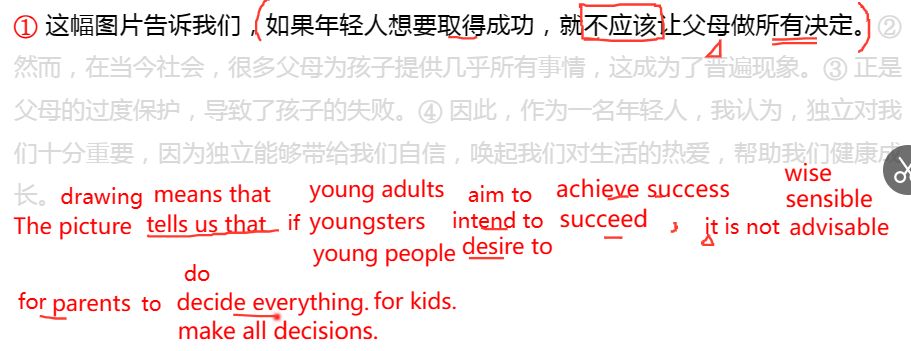 ① 这幅图片告诉我们，如果年轻人想要取得成功，就不应该让父母做所有决定。②
然而，在当今社会，很多父母为孩子提供几乎所有事情，这成为了普遍现象。③ 正是
父母的过度保护，导致了孩子的失败。④ 因此，作为一名年轻人，我认为，独立对我
们十分重要，因为独立能够带给我们自信，唤起我们对生活的热爱，帮助我们健康成
长。
wise
drawing means that young adults aim to achieve success sensible
The picture tells us that if youngsters intend to succeed , it is not advisable
young people desire to
do
for parents to decide everything. for kids.
make all decisions.